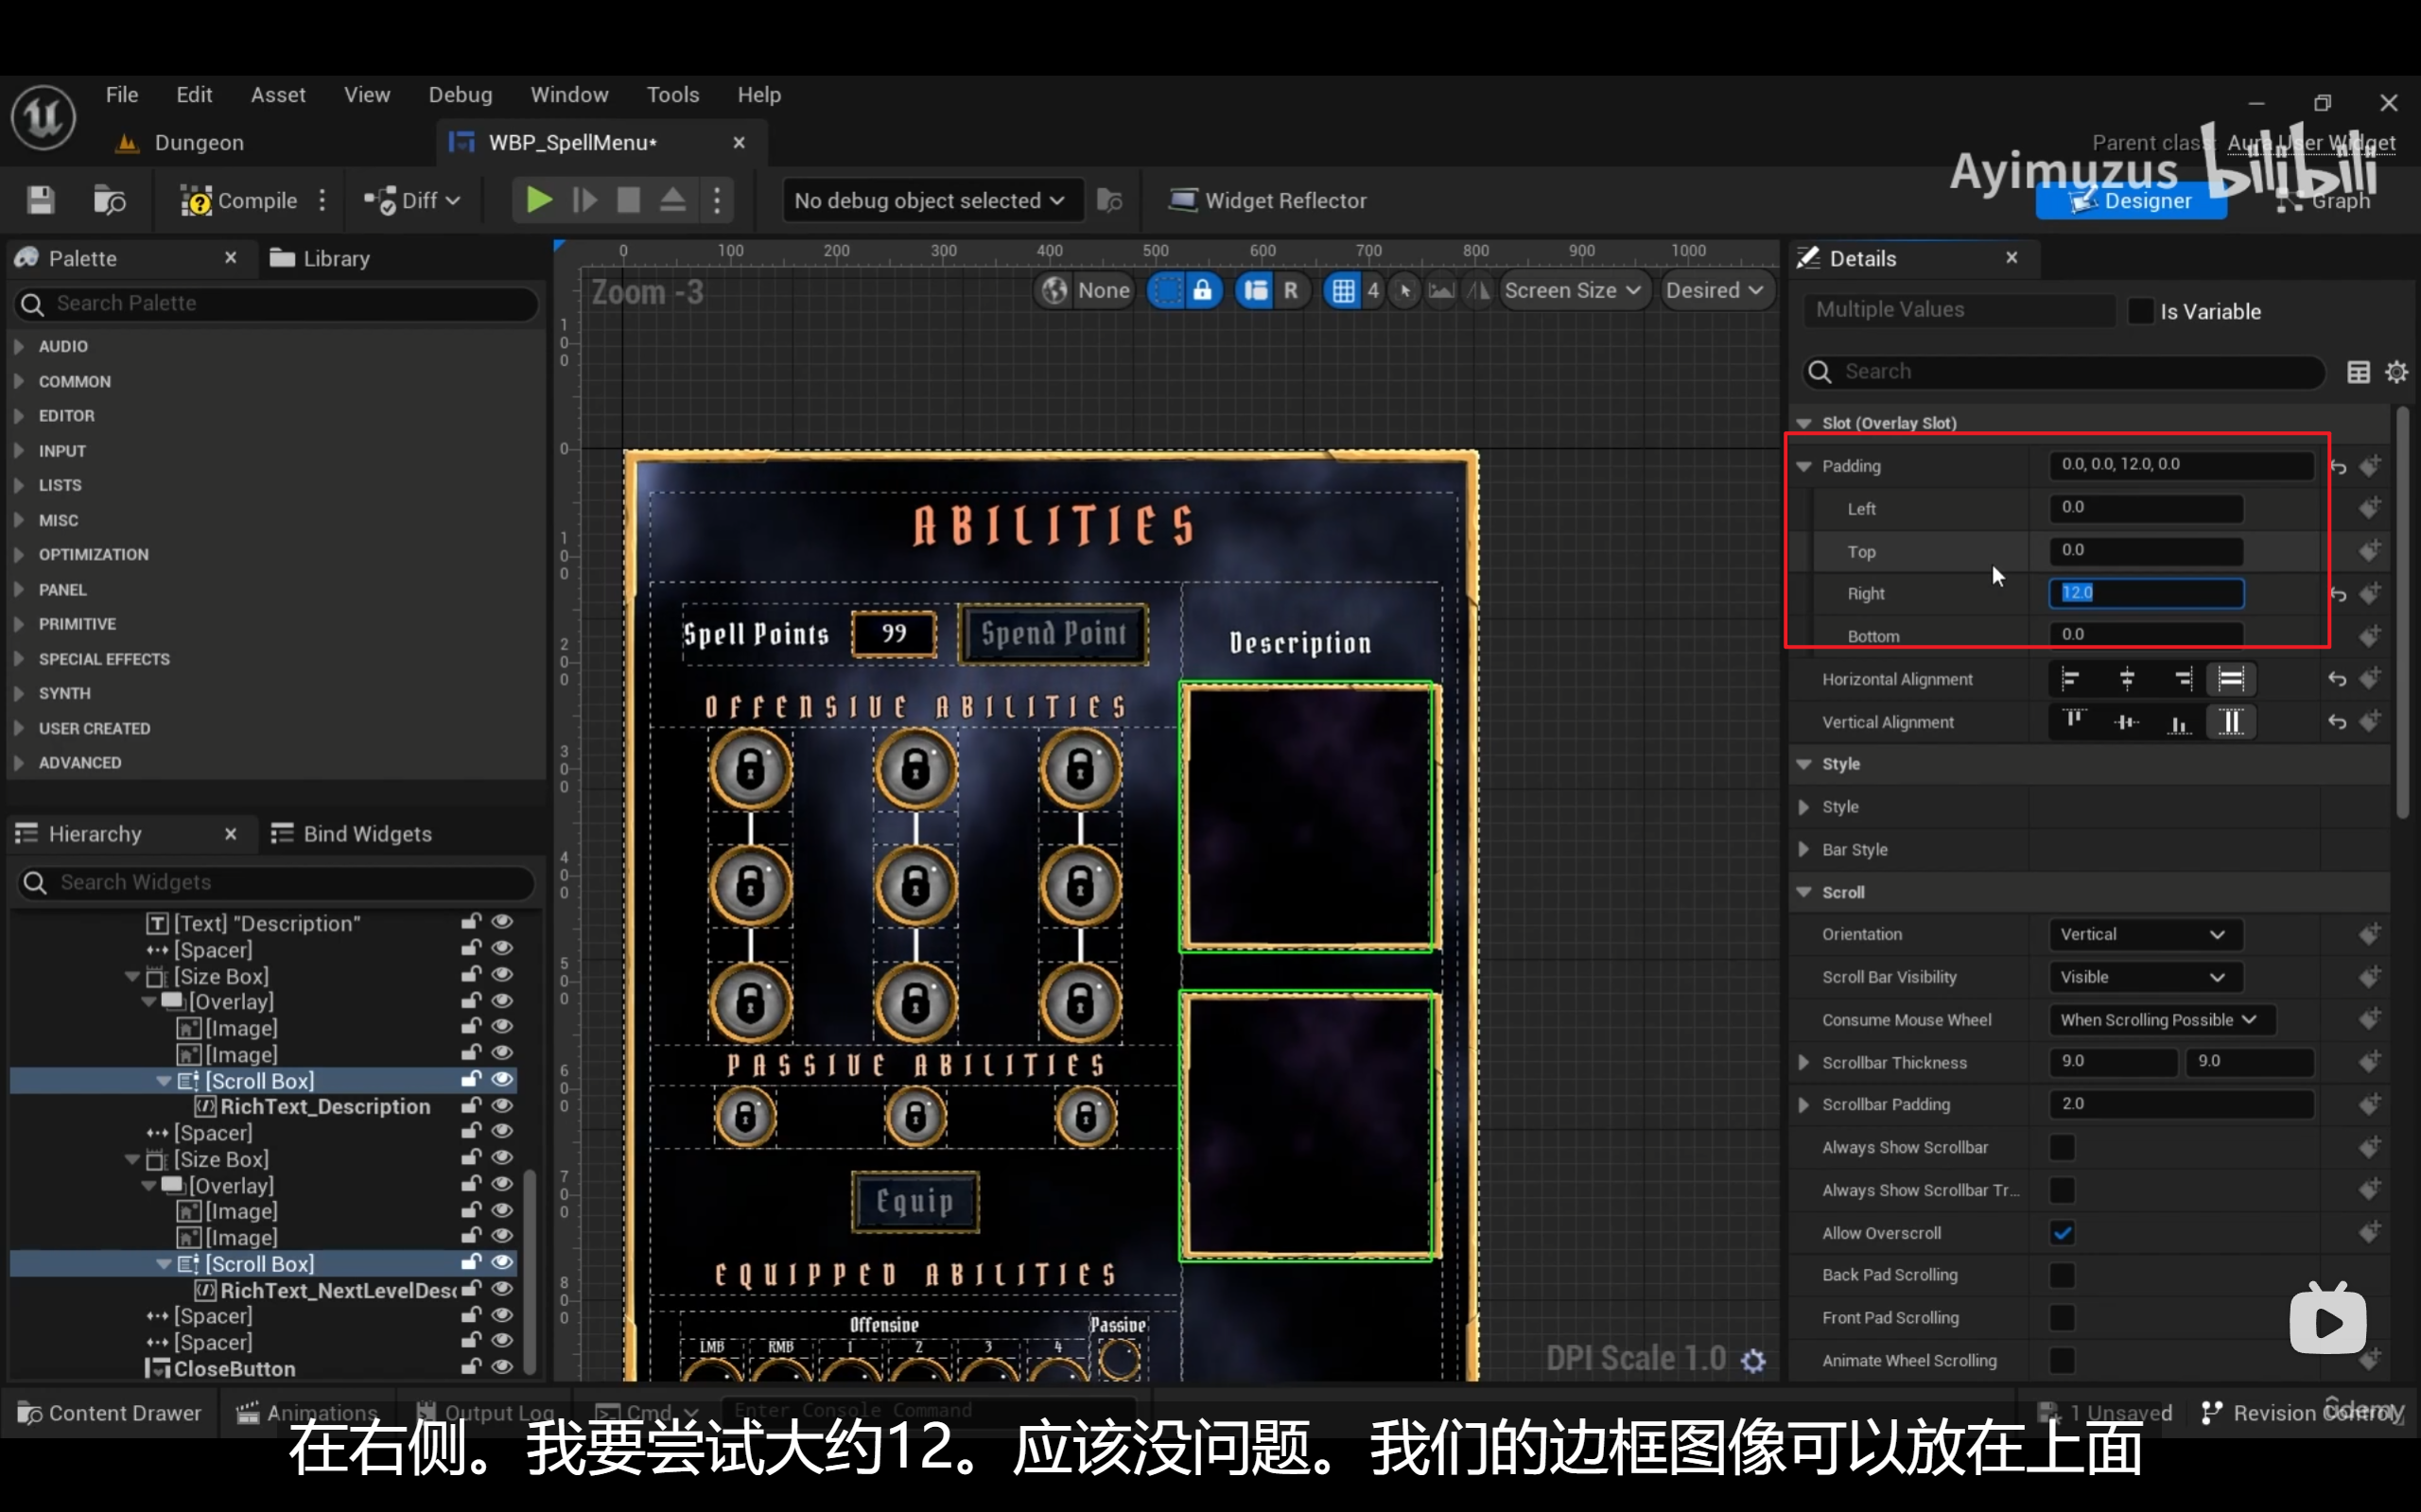 File Edit Asset View Debug Window Tools Help
Dungeon
WBP_SpellMenu*
Parent class: Aura User Widget
Ayimuzus bilibili
Compile
Diff
No debug object selected
Widget Reflector
Designer
Graph
Palette
Library
Search Palette
AUDIO
COMMON
EDITOR
INPUT
LISTS
MISC
OPTIMIZATION
PANEL
PRIMITIVE
SPECIAL EFFECTS
SYNTH
USER CREATED
ADVANCED
Hierarchy
Bind Widgets
Search Widgets
[Text] "Description"
[Spacer]
[Size Box]
[Overlay]
[Image]
[Image]
[Scroll Box]
RichText_Description
[Spacer]
[Size Box]
[Overlay]
[Image]
[Image]
[Scroll Box]
RichText_NextLevelDesc
[Spacer]
[Spacer]
CloseButton
0 100 200 300 400 500 600 700 800 900 1000
Zoom -3
None
R
4
Screen Size
Desired
100
0
100
200
300
400
500
600
700
800
ABILITIES
Spell Points
99
Spend Point
Description
OFFENSIVE ABILITIES
PASSIVE ABILITIES
Equip
EQUIPPED ABILITIES
Offensive
Passive
LMB RMB 1 2 3 4
DPI Scale 1.0
Details
Multiple Values
Is Variable
Search
Slot (Overlay Slot)
Padding 0.0, 0.0, 12.0, 0.0
Left 0.0
Top 0.0
Right 12.0
Bottom 0.0
Horizontal Alignment
Vertical Alignment
Style
Style
Bar Style
Scroll
Orientation Vertical
Scroll Bar Visibility Visible
Consume Mouse Wheel When Scrolling Possible
Scrollbar Thickness 9.0 9.0
Scrollbar Padding 2.0
Always Show Scrollbar
Always Show Scrollbar Tr...
Allow Overscroll
Back Pad Scrolling
Front Pad Scrolling
Animate Wheel Scrolling
Content Drawer
Animations
Output Log
Cmd
Enter Console Command
1 Unsaved
Revision Control
ûdemy
在右侧。我要尝试大约12。应该没问题。我们的边框图像可以放在上面